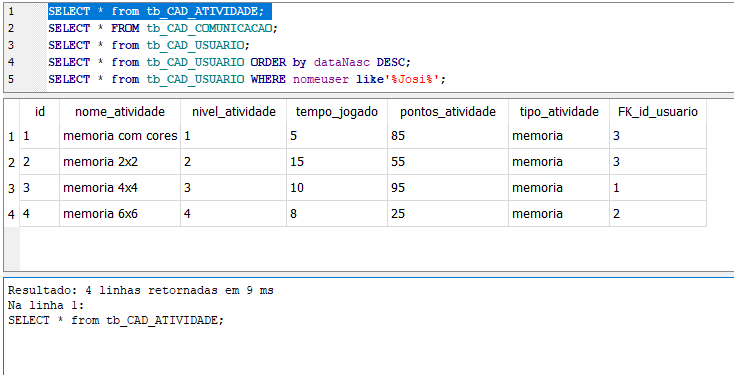 1 SELECT * from tb_CAD_ATIVIDADE;
2 SELECT * FROM tb_CAD_COMUNICACAO;
3 SELECT * from tb_CAD_USUARIO;
4 SELECT * from tb_CAD_USUARIO ORDER by dataNasc DESC;
5 SELECT * from tb_CAD_USUARIO WHERE nomeuser like'%Josi%';
id nome_atividade nivel_atividade tempo_jogado pontos_atividade tipo_atividade FK_id_usuario
1 1 memoria com cores 1 5 85 memoria 3
2 2 memoria 2x2 2 15 55 memoria 3
3 3 memoria 4x4 3 10 95 memoria 1
4 4 memoria 6x6 4 8 25 memoria 2
Resultado: 4 linhas retornadas em 9 ms
Na linha 1:
SELECT * from tb_CAD_ATIVIDADE;